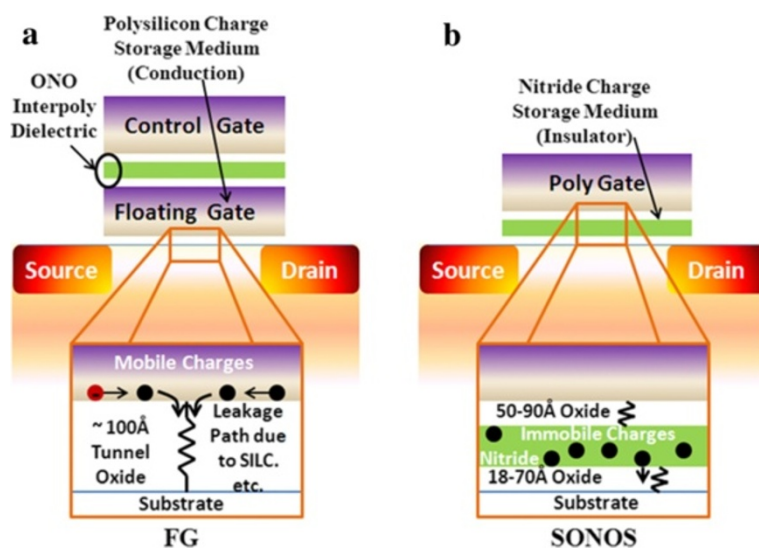 a
Polysilicon Charge
Storage Medium
(Conduction)
ONO
Interpoly
Dielectric
Control Gate
Floating Gate
Source
Drain
Mobile Charges
~ 100Å
Tunnel
Oxide
Leakage
Path due
to SILC.
etc.
Substrate
FG
b
Nitride Charge
Storage Medium
(Insulator)
Poly Gate
Source
Drain
50-90Å Oxide
Immobile Charges
Nitride
18-70Å Oxide
Substrate
SONOS